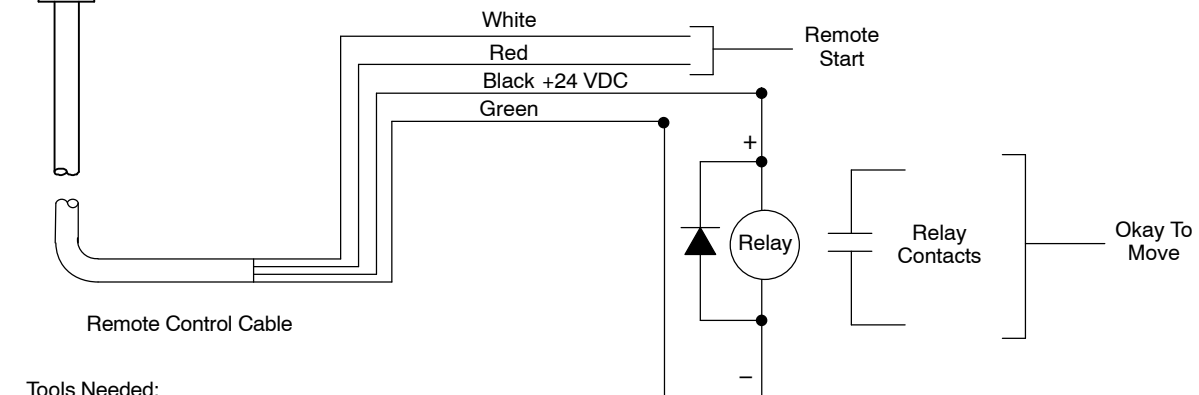 White
Remote
Start
Red
Black +24 VDC
Green
+
Relay
Relay
Contacts
Okay To
Move
Remote Control Cable
–
Tools Needed: